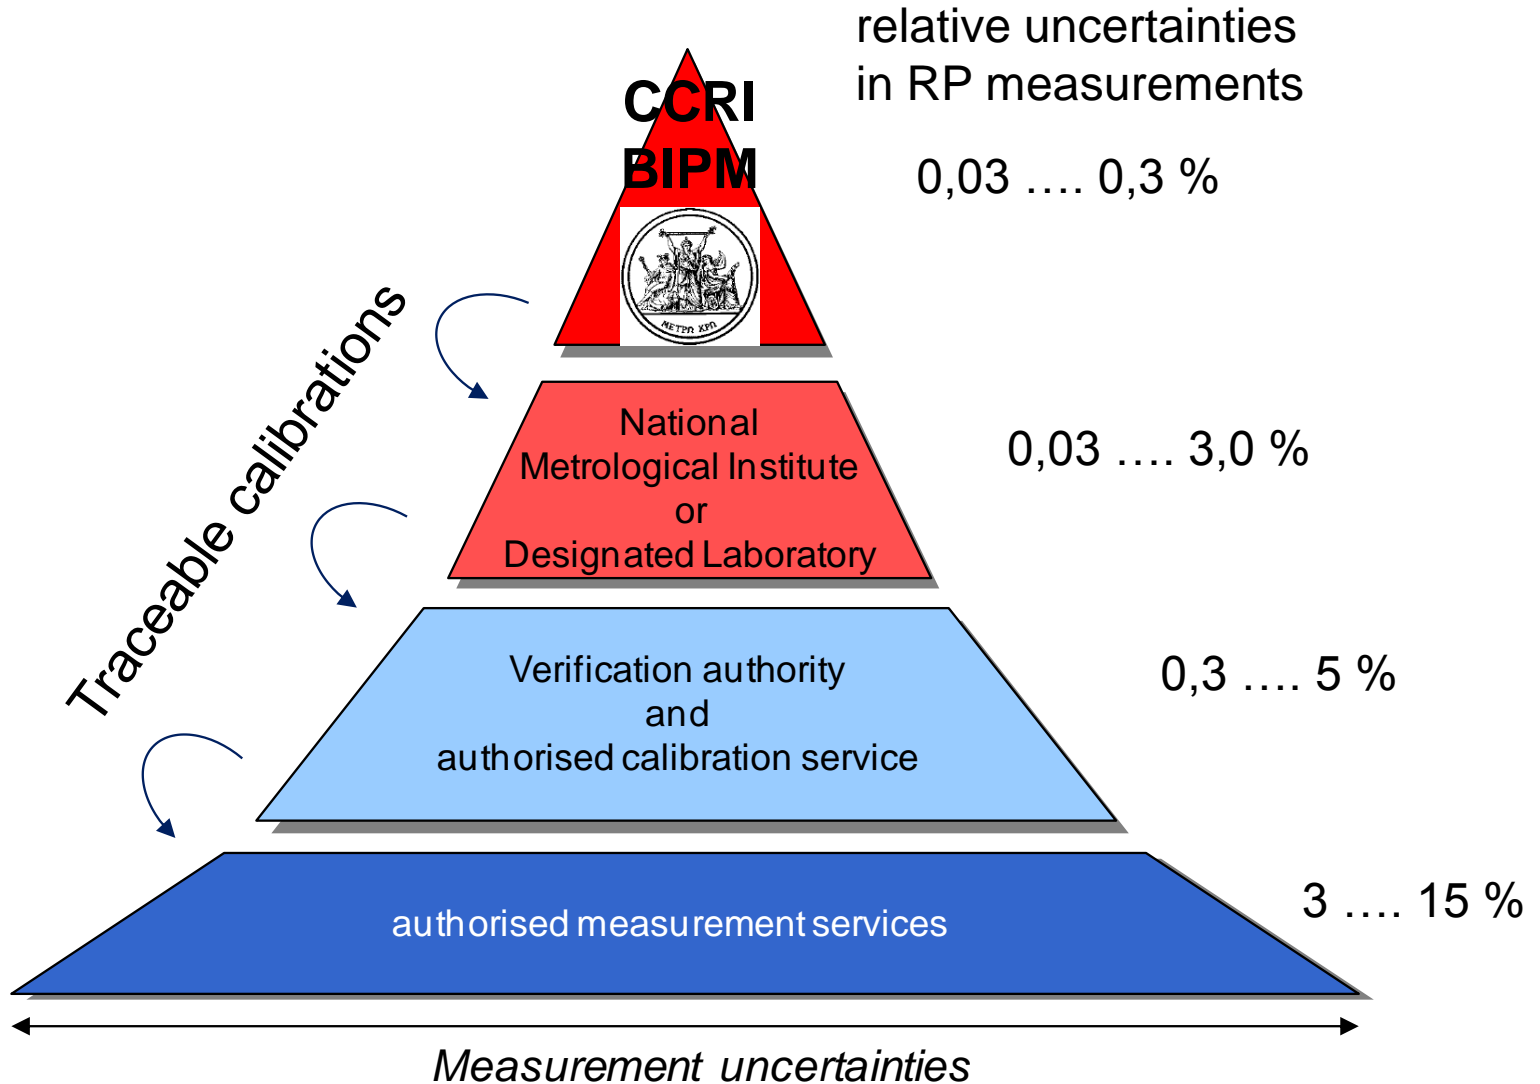 relative uncertainties
in RP measurements
CCRI
BIPM
ΜΕΤΡΩ ΧΡΩ
0,03 …. 0,3 %
Traceable calibrations
National
Metrological Institute
or
Designated Laboratory
0,03 …. 3,0 %
Verification authority
and
authorised calibration service
0,3 …. 5 %
authorised measurement services
3 …. 15 %
Measurement uncertainties